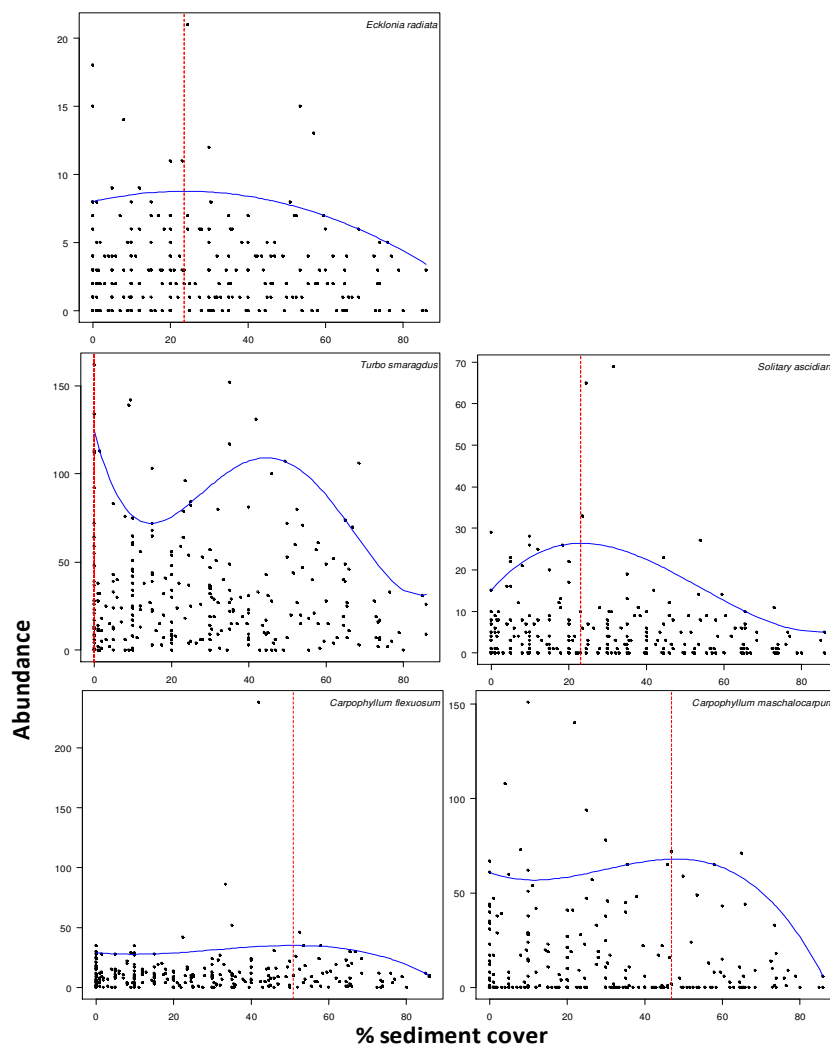 Ecklonia radiata
20
15
10
5
0
0 20 40 60 80
Turbo smaragdus
150
100
50
0
0 20 40 60 80
Solitary ascidian
70
60
50
40
30
20
10
0
0 20 40 60 80
Carpophyllum flexuosum
200
150
100
50
0
0 20 40 60 80
Carpophyllum maschalocarpum
150
100
50
0
0 20 40 60 80
Abundance
% sediment cover